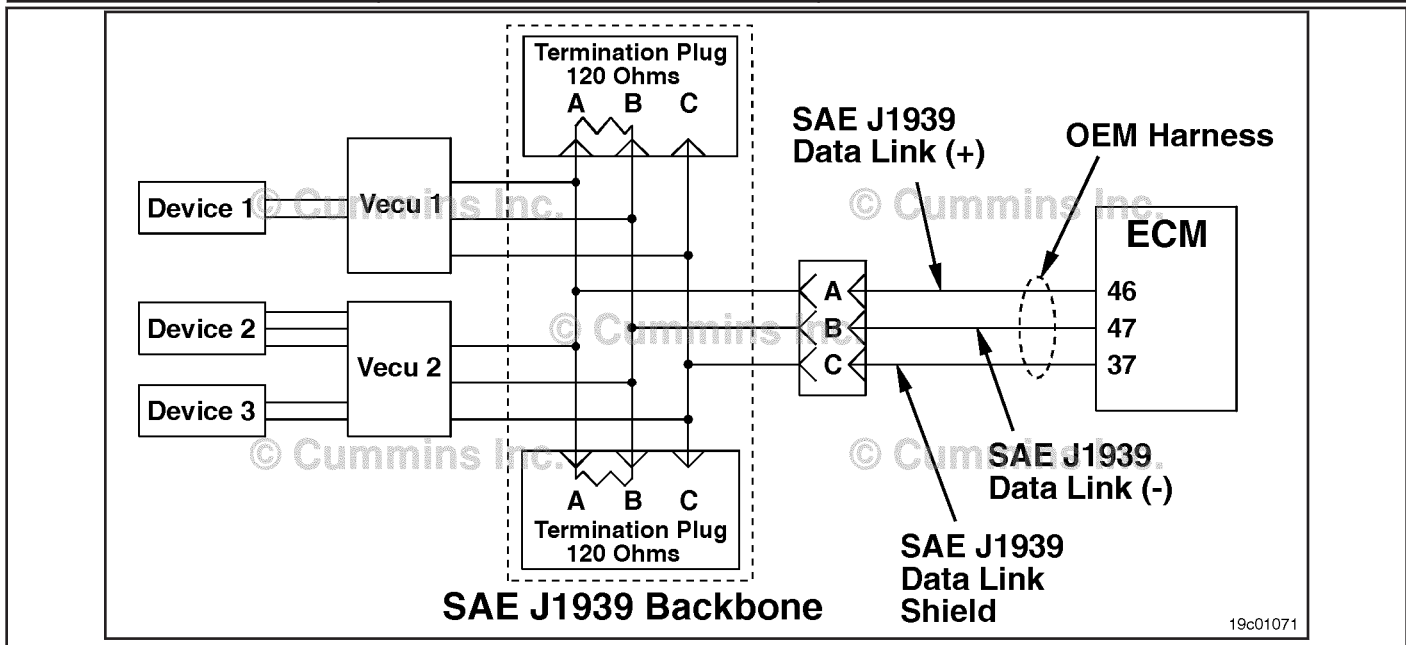 Termination Plug
120 Ohms
A B C
SAE J1939
Data Link (+)
OEM Harness
Device 1
Vecu 1
© Cummins Inc.
© Cummins Inc.
ECM
A
46
Device 2
© Cummins Inc.
B
47
Vecu 2
C
37
Device 3
© Cummins Inc.
© Cummins Inc.
SAE J1939
Data Link (-)
A B C
Termination Plug
120 Ohms
SAE J1939
Data Link
Shield
SAE J1939 Backbone
19c01071